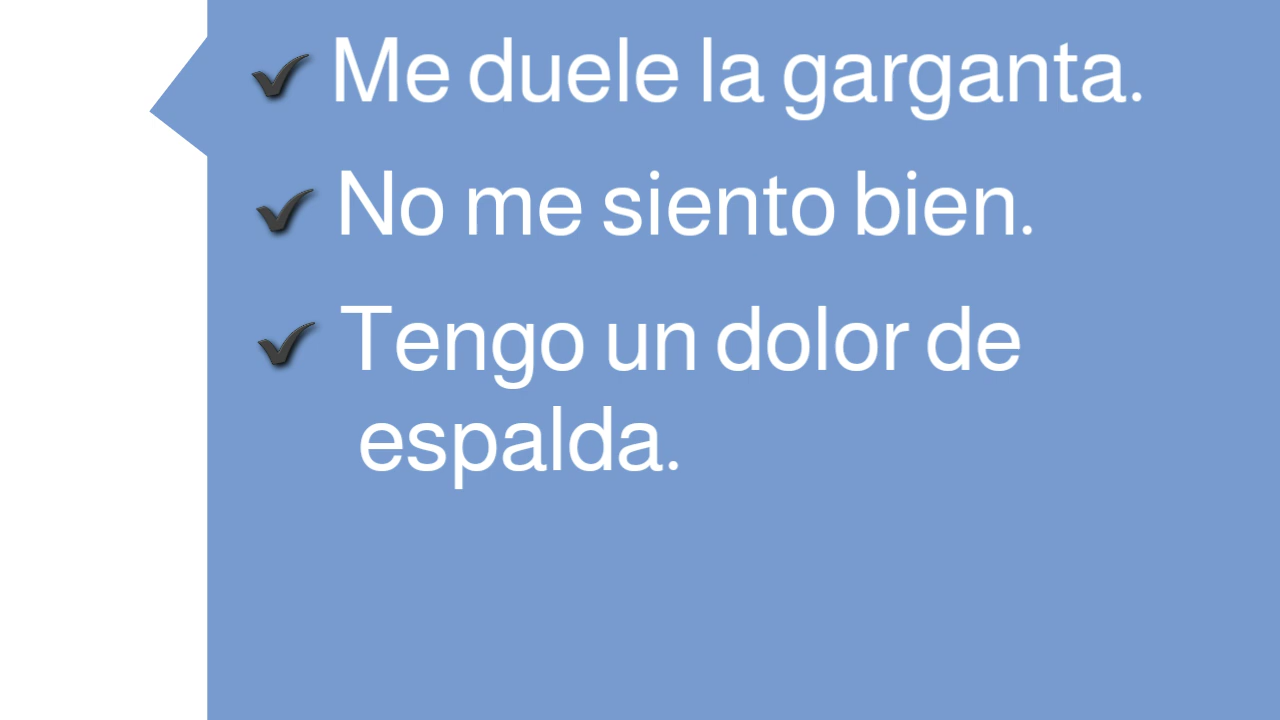 Me duele la garganta.
No me siento bien.
Tengo un dolor de
espalda.